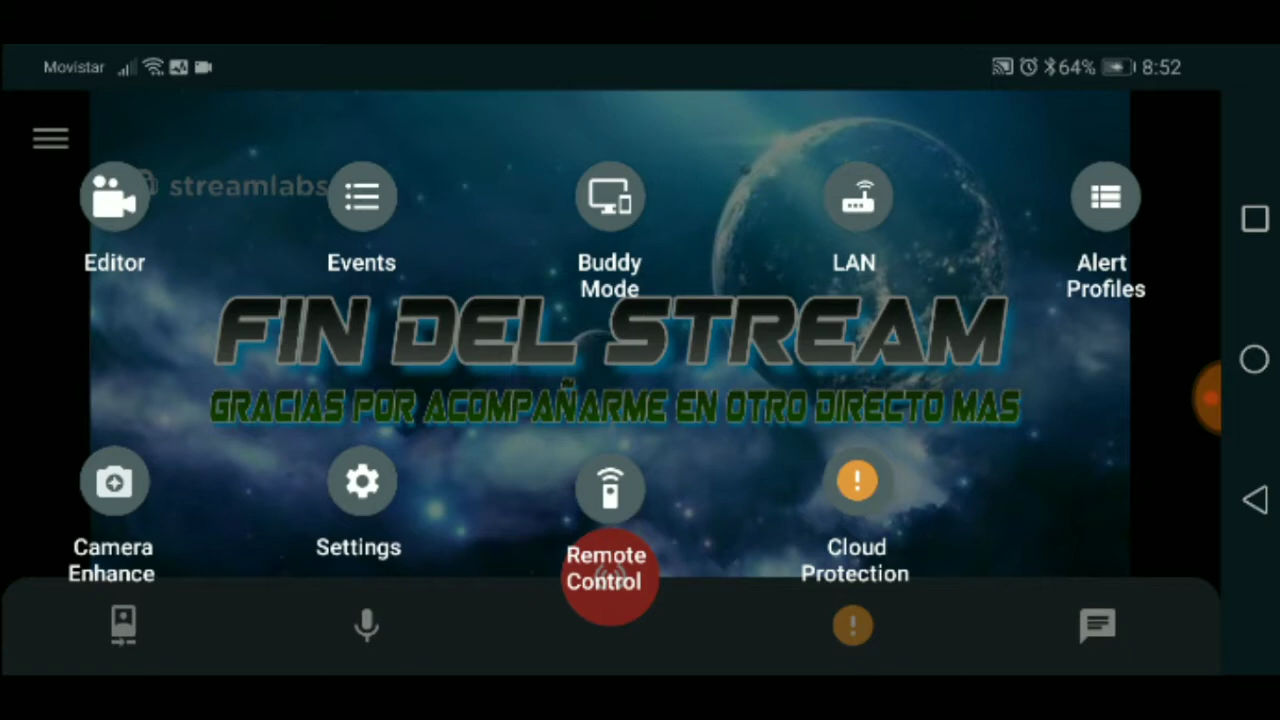 Movistar
64% 8:52
streamlabs
Editor
Events
Buddy
Mode
LAN
Alert
Profiles
FIN DEL STREAM
GRACIAS POR ACOMPAÑARME EN OTRO DIRECTO MAS
Camera
Enhance
Settings
Remote
Control
Cloud
Protection